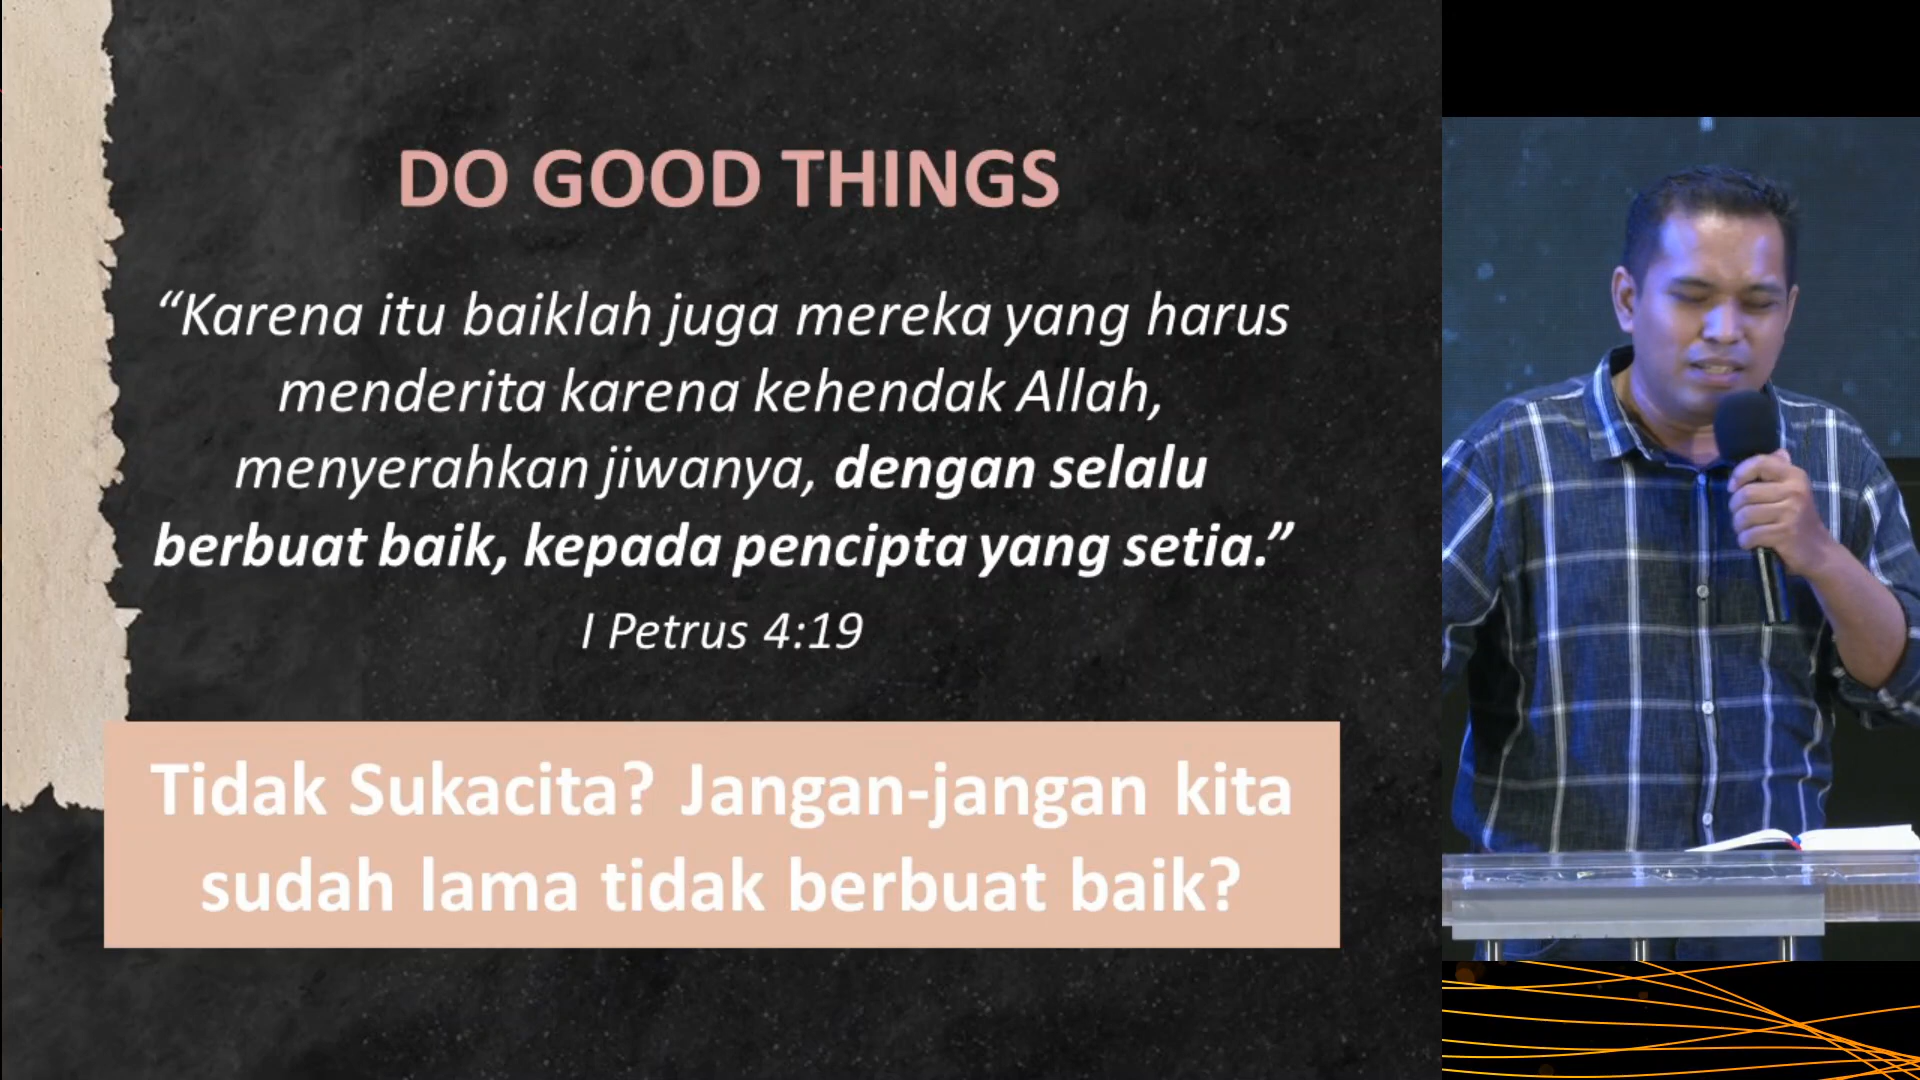 DO GOOD THINGS
“Karena itu baiklah juga mereka yang harus
menderita karena kehendak Allah,
menyerahkan jiwanya, dengan selalu
berbuat baik, kepada pencipta yang setia.”
I Petrus 4:19
Tidak Sukacita? Jangan-jangan kita
sudah lama tidak berbuat baik?